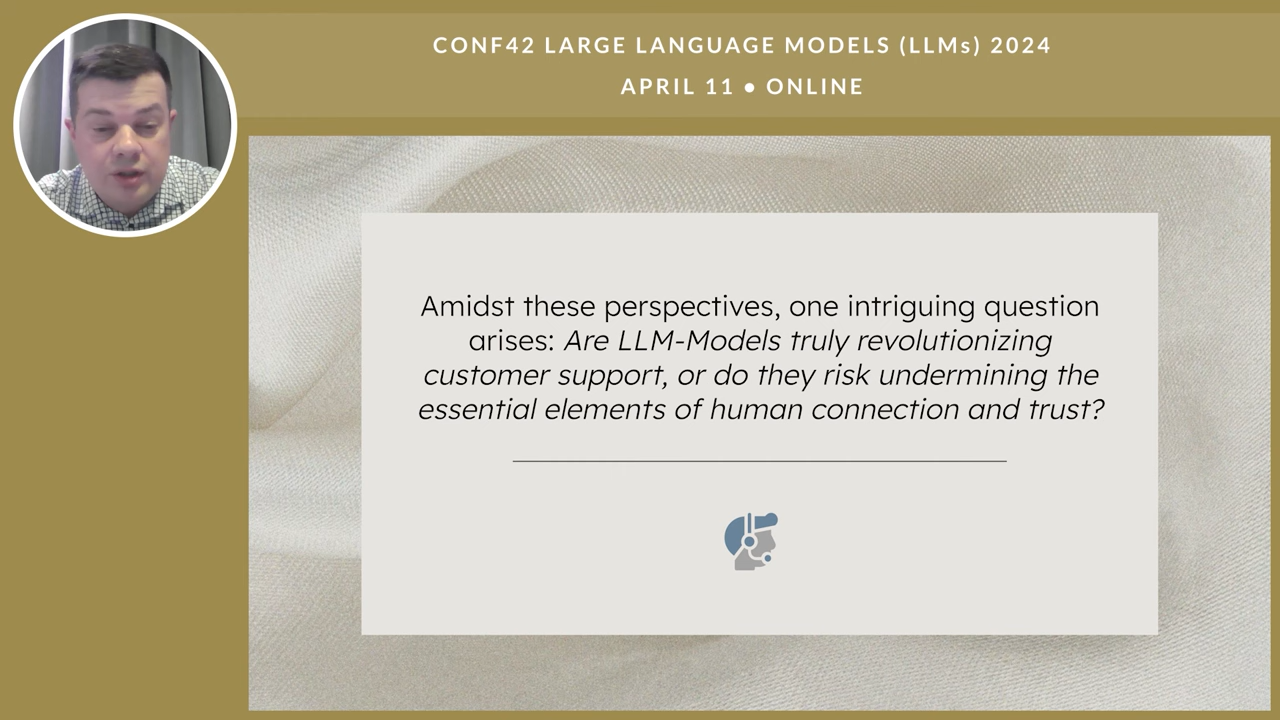 CONF42 LARGE LANGUAGE MODELS (LLMs) 2024
APRIL 11 • ONLINE
Amidst these perspectives, one intriguing question
arises: Are LLM-Models truly revolutionizing
customer support, or do they risk undermining the
essential elements of human connection and trust?